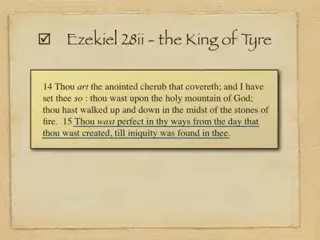 Ezekiel 28ii - the King of Tyre
14 Thou art the anointed cherub that covereth; and I have
set thee so : thou wast upon the holy mountain of God;
thou hast walked up and down in the midst of the stones of
fire. 15 Thou wast perfect in thy ways from the day that
thou wast created, till iniquity was found in thee.